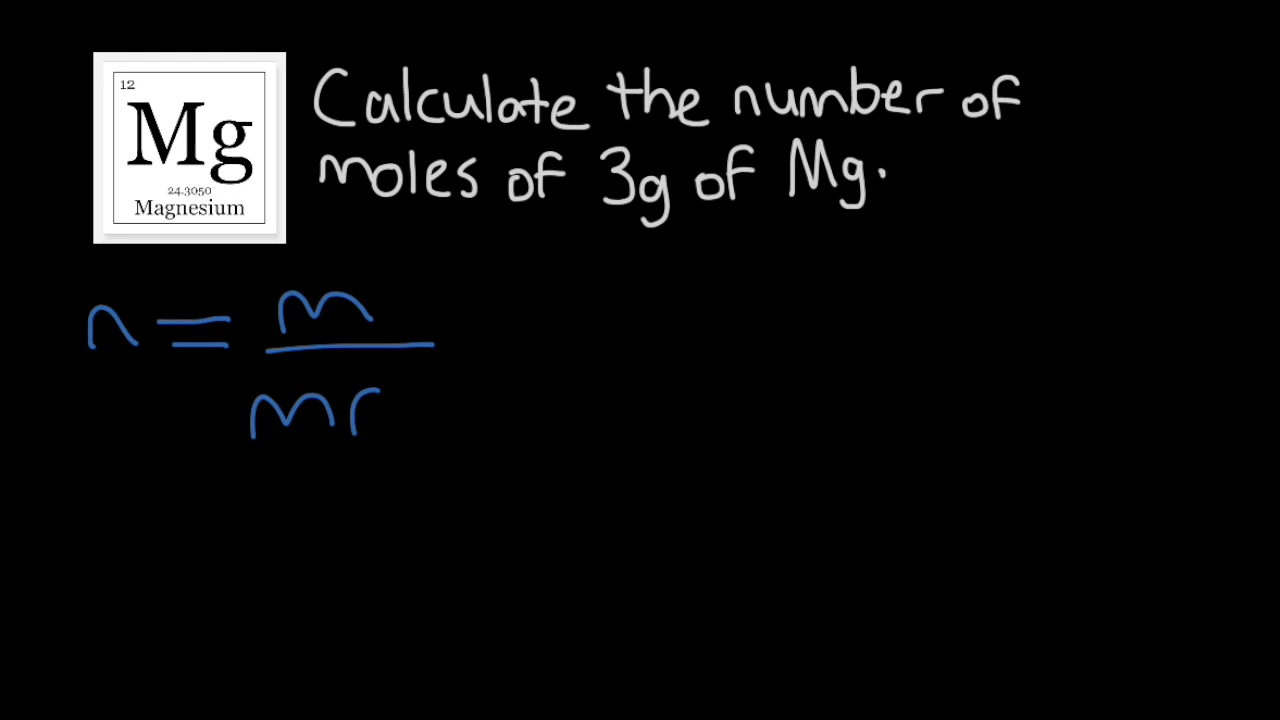 12
Mg
24.3050
Magnesium
Calculate the number of
moles of 3g of Mg.
n = m
mr